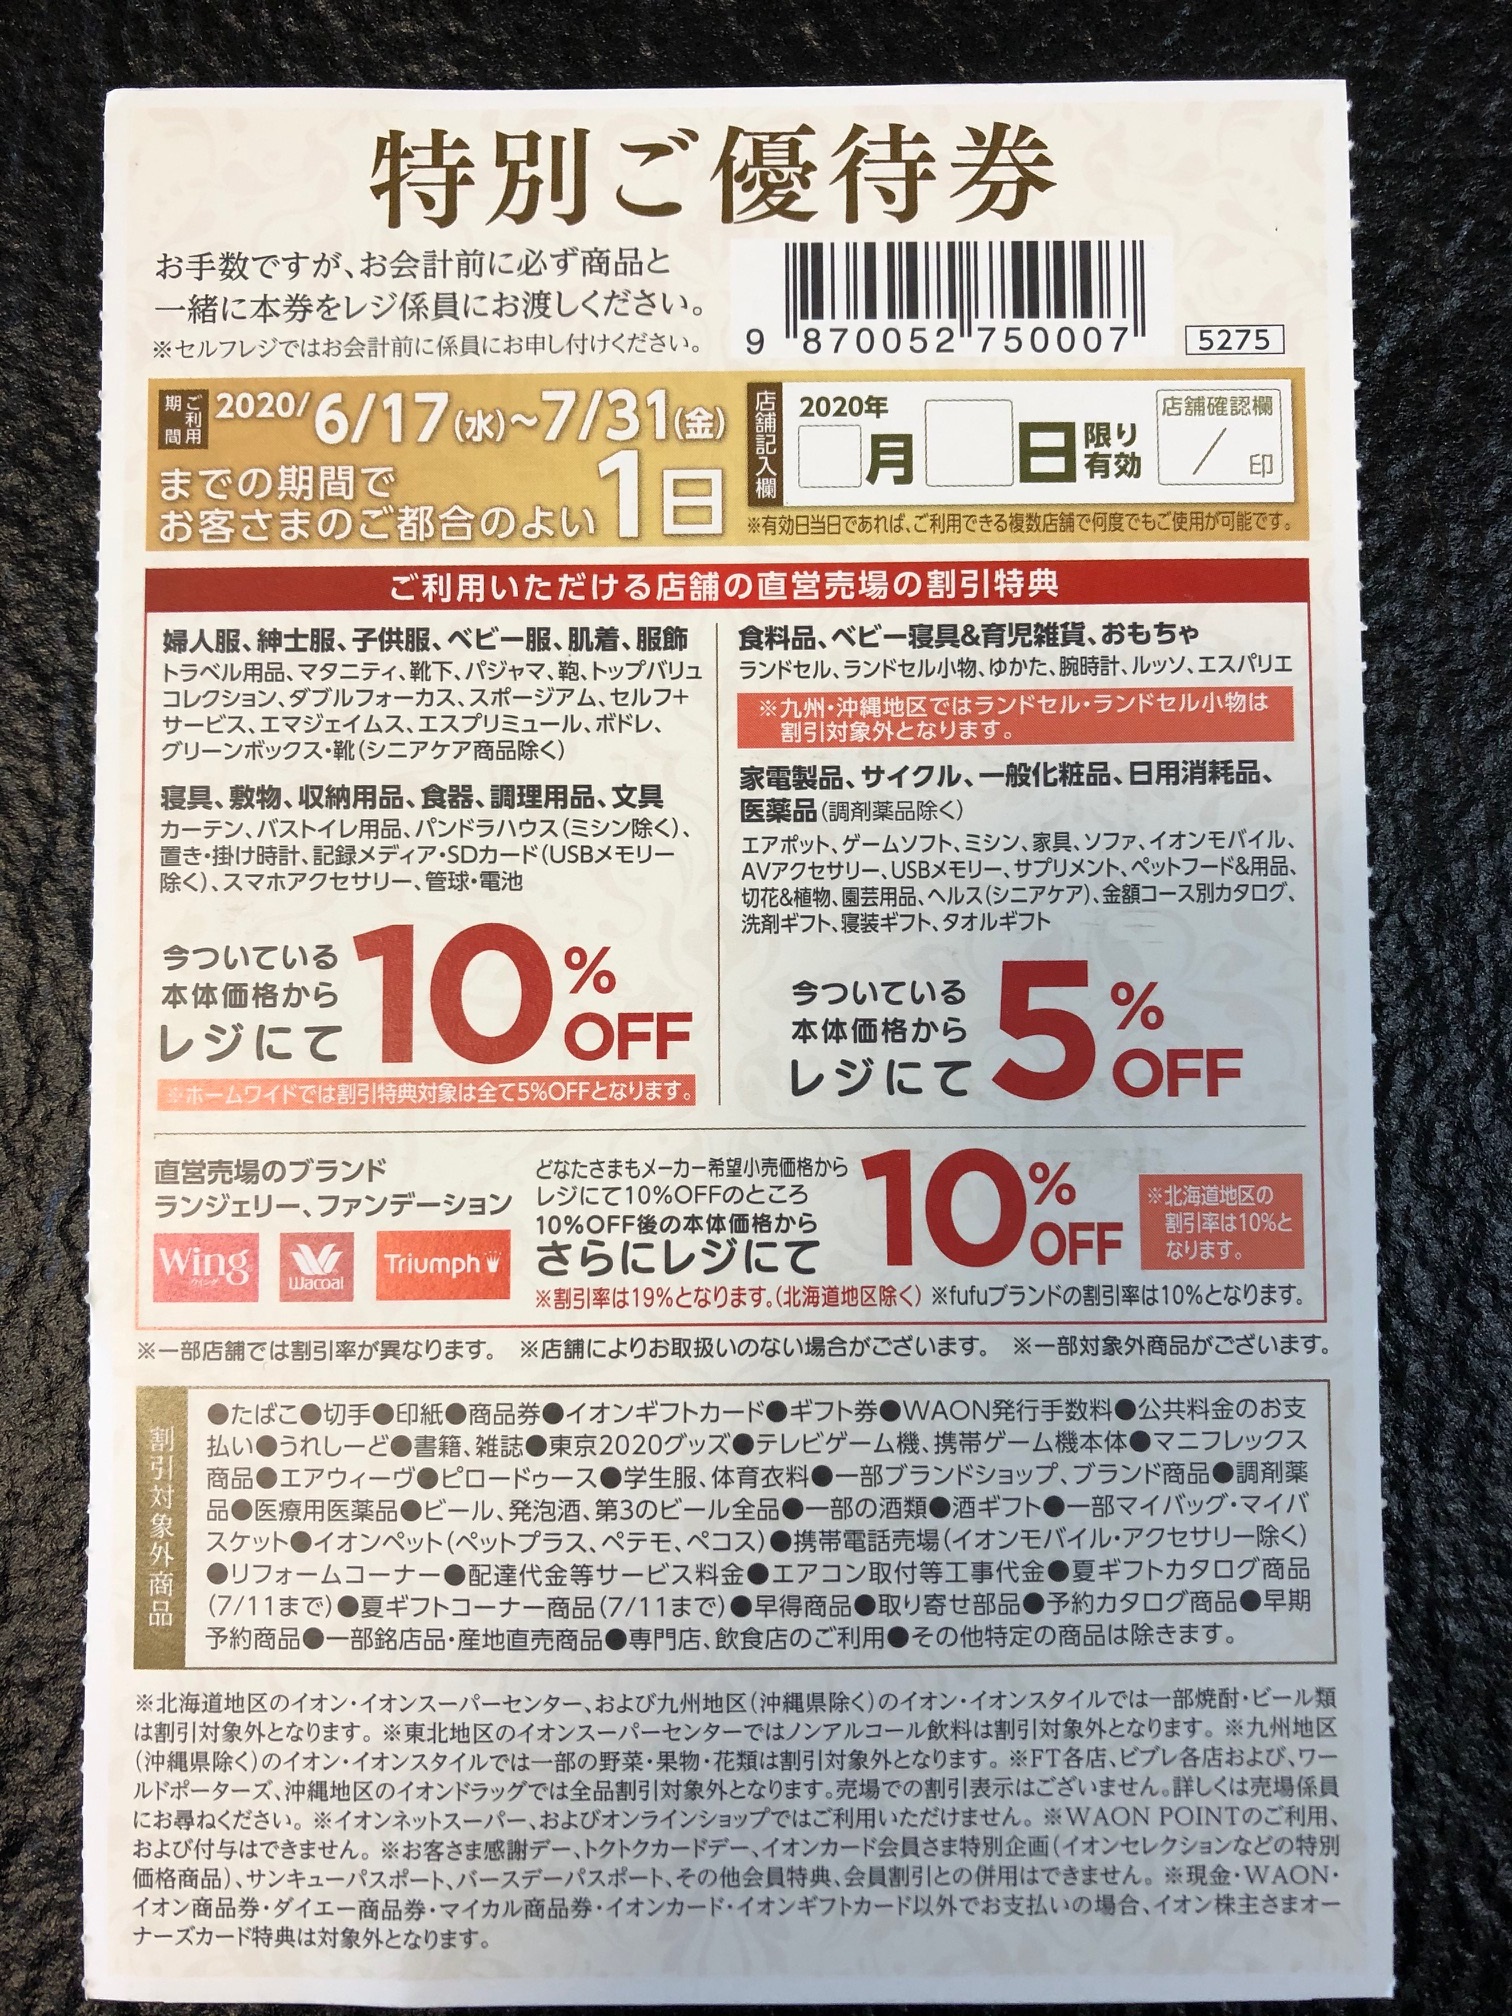 特別ご優待券
お手数ですが、お会計前に必ず商品と
一緒に本券をレジ係員にお渡しください。
※セルフレジではお会計前に係員にお申し付けください。
9 870052 750007
5275
ご利用期間
2020/6/17(水)~7/31(金)
までの期間で
お客さまのご都合のよい1日
店舗記入欄
2020年
月 日 限り有効
店舗確認欄
/ 印
※有効日当日であれば、ご利用できる複数店舗で何度でもご使用が可能です。
ご利用いただける店舗の直営売場の割引特典
婦人服、紳士服、子供服、ベビー服、肌着、服飾
トラベル用品、マタニティ、靴下、パジャマ、鞄、トップバリュ
コレクション、ダブルフォーカス、スポージアム、セルフ+
サービス、エマジェイムス、エスプリミュール、ボドレ、
グリーンボックス・靴(シニアケア商品除く)
寝具、敷物、収納用品、食器、調理用品、文具
カーテン、バストイレ用品、パンドラハウス(ミシン除く)、
置き・掛け時計、記録メディア・SDカード(USBメモリー
除く)、スマホアクセサリー、管球・電池
今ついている
本体価格から
レジにて
10%OFF
※ホームワイドでは割引特典対象は全て5%OFFとなります。
食料品、ベビー寝具&育児雑貨、おもちゃ
ランドセル、ランドセル小物、ゆかた、腕時計、ルッソ、エスパリエ
※九州・沖縄地区ではランドセル・ランドセル小物は
割引対象外となります。
家電製品、サイクル、一般化粧品、日用消耗品、
医薬品(調剤薬品除く)
エアポット、ゲームソフト、ミシン、家具、ソファ、イオンモバイル、
AVアクセサリー、USBメモリー、サプリメント、ペットフード&用品、
切花&植物、園芸用品、ヘルス(シニアケア)、金額コース別カタログ、
洗剤ギフト、寝装ギフト、タオルギフト
今ついている
本体価格から
レジにて
5%OFF
直営売場のブランド
ランジェリー、ファンデーション
Wing
ウイング
Wacoal
Triumph
どなたさまもメーカー希望小売価格から
レジにて10%OFFのところ
10%OFF後の本体価格から
さらにレジにて
10%OFF
※北海道地区の
割引率は10%と
なります。
※割引率は19%となります。(北海道地区除く) ※fufuブランドの割引率は10%となります。
※一部店舗では割引率が異なります。 ※店舗によりお取扱いのない場合がございます。 ※一部対象外商品がございます。
割引対象外商品
●たばこ●切手●印紙●商品券●イオンギフトカード●ギフト券●WAON発行手数料●公共料金のお支
払い●うれしーど●書籍、雑誌●東京2020グッズ●テレビゲーム機、携帯ゲーム機本体●マニフレックス
商品●エアウィーヴ●ピロードゥース●学生服、体育衣料●一部ブランドショップ、ブランド商品●調剤薬
品●医療用医薬品●ビール、発泡酒、第3のビール全品●一部の酒類●酒ギフト●一部マイバッグ・マイバ
スケット●イオンペット(ペットプラス、ペテモ、ペコス)●携帯電話売場(イオンモバイル・アクセサリー除く)
●リフォームコーナー●配達代金等サービス料金●エアコン取付等工事代金●夏ギフトカタログ商品
(7/11まで)●夏ギフトコーナー商品(7/11まで)●早得商品●取り寄せ部品●予約カタログ商品●早期
予約商品●一部銘店品・産地直売商品●専門店、飲食店のご利用●その他特定の商品は除きます。
※北海道地区のイオン・イオンスーパーセンター、および九州地区(沖縄県除く)のイオン・イオンスタイルでは一部焼酎・ビール類
は割引対象外となります。※東北地区のイオンスーパーセンターではノンアルコール飲料は割引対象外となります。※九州地区
(沖縄県除く)のイオン・イオンスタイルでは一部の野菜・果物・花類は割引対象外となります。※FT各店、ビブレ各店および、ワー
ルドポーターズ、沖縄地区のイオンドラッグでは全品割引対象外となります。売場での割引表示はございません。詳しくは売場係員
にお尋ねください。※イオンネットスーパー、およびオンラインショップではご利用いただけません。※WAON POINTのご利用、
および付与はできません。※お客さま感謝デー、トクトクカードデー、イオンカード会員さま特別企画(イオンセレクションなどの特別
価格商品)、サンキューパスポート、バースデーパスポート、その他会員特典、会員割引との併用はできません。※現金・WAON・
イオン商品券・ダイエー商品券・マイカル商品券・イオンカード・イオンギフトカード以外でお支払いの場合、イオン株主さまオー
ナーズカード特典は対象外となります。